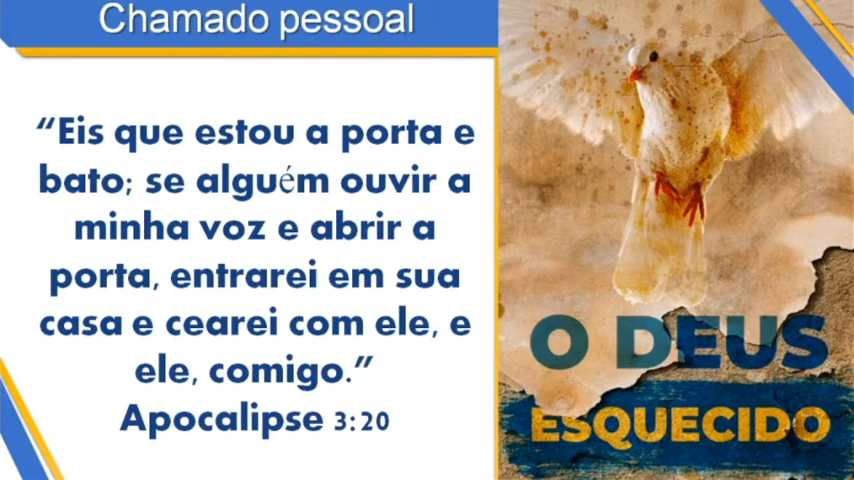 Chamado pessoal
“Eis que estou a porta e
bato; se alguém ouvir a
minha voz e abrir a
porta, entrarei em sua
casa e cearei com ele, e
ele, comigo.”
Apocalipse 3:20
O DEUS
ESQUECIDO